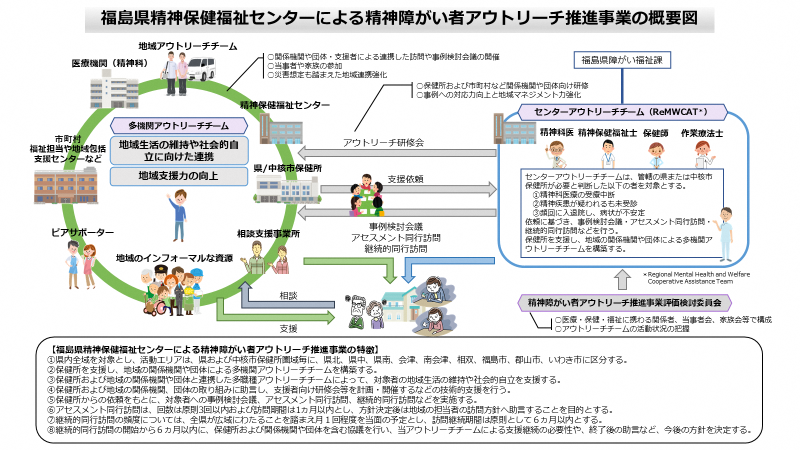 福島県精神保健福祉センターによる精神障がい者アウトリーチ推進事業の概要図
地域アウトリーチチーム
医療機関(精神科)
○関係機関や団体・支援者による連携した訪問や事例検討会議の開催
○当事者や家族の参加
○災害想定も踏まえた地域連携強化
福島県障がい福祉課
○保健所および市町村など関係機関や団体向け研修
○事例への対応力向上と地域マネジメント力強化
精神保健福祉センター
センターアウトリーチチーム(ReMWCAT*)
多機関アウトリーチチーム
地域生活の維持や社会的自
立に向けた連携
地域支援力の向上
市町村
福祉担当や地域包括
支援センターなど
アウトリーチ研修会
精神科医
精神保健福祉士
保健師
作業療法士
県/中核市保健所
支援依頼
センターアウトリーチチームは、管轄の県または中核市
保健所が必要と判断した以下の者を対象とする。
①精神科医療の受療中断
②精神疾患が疑われるも未受診
③頻回に入退院し、病状が不安定
依頼に基づき、事例検討会議・アセスメント同行訪問・
継続的同行訪問などを行う。
保健所を支援し、地域の関係機関や団体による多機関ア
ウトリーチチームを構築する。
事例検討会議
アセスメント同行訪問
継続的同行訪問
ピアサポーター
相談支援事業所
地域のインフォーマルな資源
相談
支援
*Regional Mental Health and Welfare
Cooperative Assistance Team
精神障がい者アウトリーチ推進事業評価検討委員会
○医療・保健・福祉に携わる関係者、当事者会、家族会等で構成
○アウトリーチチームの活動状況の把握
【福島県精神保健福祉センターによる精神障がい者アウトリーチ推進事業の特徴】
①県内全域を対象とし、活動エリアは、県および中核市保健所圏域毎に、県北、県中、県南、会津、南会津、相双、福島市、郡山市、いわき市に区分する。
②保健所を支援し、地域の関係機関や団体による多機関アウトリーチチームを構築する。
③保健所および地域の関係機関や団体と連携した多職種アウトリーチチームによって、対象者の地域生活の維持や社会的自立を支援する。
④保健所および地域の関係機関、団体の取り組みに助言し、支援者向け研修会等を計画・開催するなどの技術的支援を行う。
⑤保健所からの依頼をもとに、対象者への事例検討会議、アセスメント同行訪問、継続的同行訪問などを実施する。
⑥アセスメント同行訪問は、回数は原則3回以内および訪問期間は1ヵ月以内とし、方針決定後は地域の担当者の訪問方針へ助言することを目的とする。
⑦継続的同行訪問の頻度については、全県が広域にわたることを踏まえ月1回程度を当面の予定とし、訪問継続期間は原則として6ヵ月以内とする。
⑧継続的同行訪問の開始から6ヵ月以内に、保健所および関係機関や団体を含む協議を行い、当アウトリーチチームによる支援継続の必要性や、終了後の助言など、今後の方針を決定する。